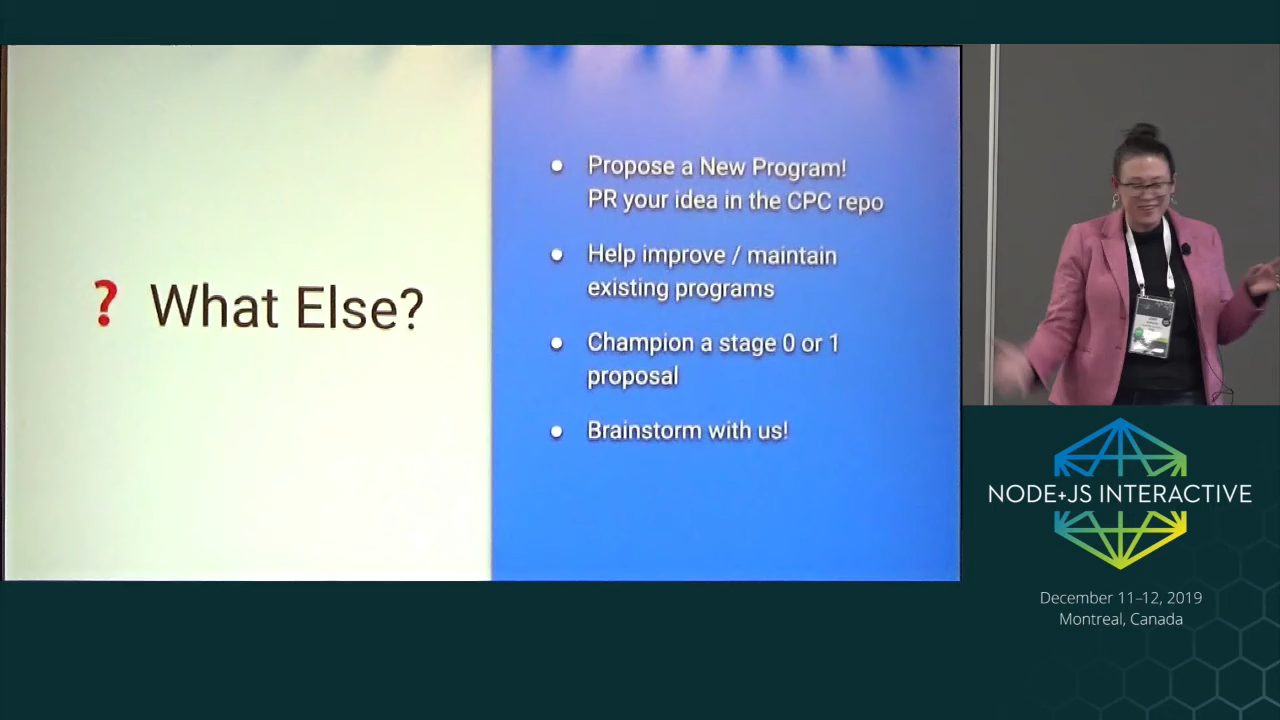 ❓ What Else?
● Propose a New Program!
PR your idea in the CPC repo
● Help improve / maintain
existing programs
● Champion a stage 0 or 1
proposal
● Brainstorm with us!
NODE+JS INTERACTIVE
December 11–12, 2019
Montreal, Canada